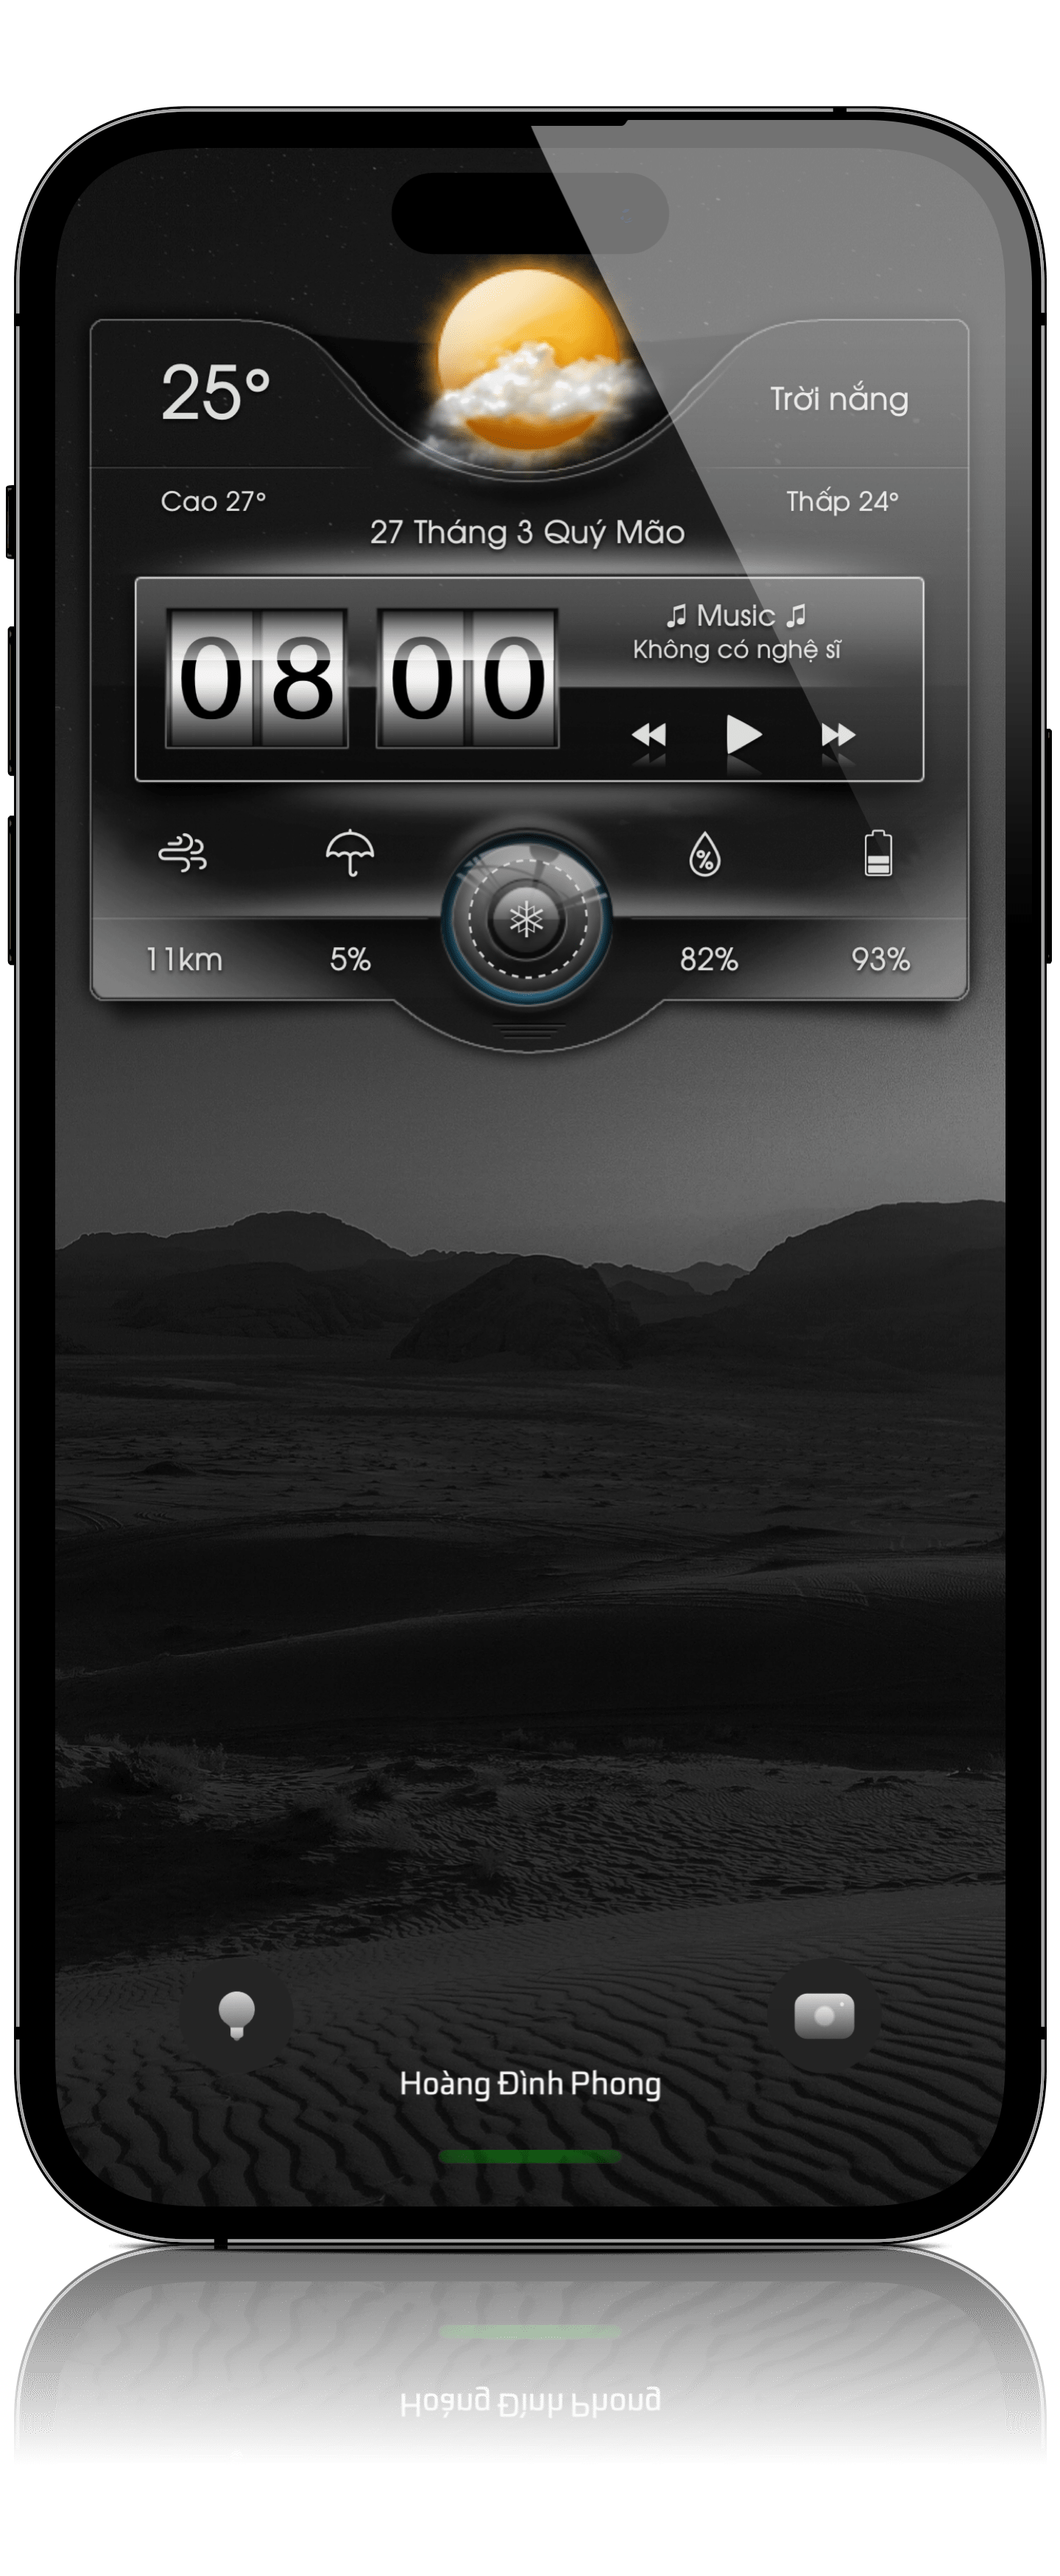 25°
Trời nắng
Cao 27°
Thấp 24°
27 Tháng 3 Quý Mão
08 00
♫ Music ♫
Không có nghệ sĩ
%
11km
5%
82%
93%
Hoàng Đình Phong
Hoàng Đình Phong